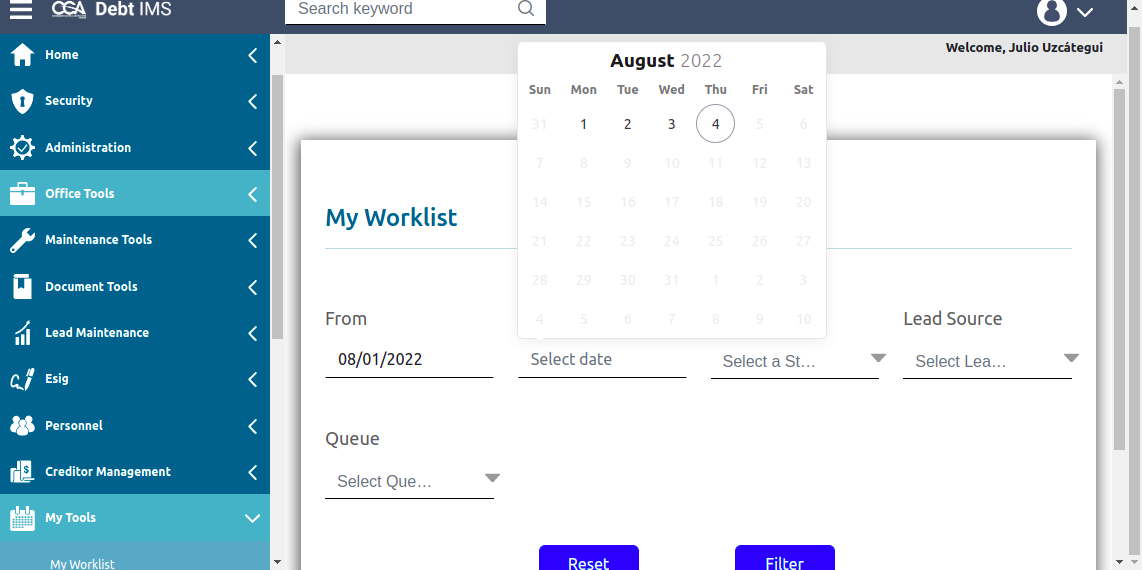 CGA Debt IMS
Search keyword
Welcome, Julio Uzcátegui
Home
Security
Administration
Office Tools
Maintenance Tools
Document Tools
Lead Maintenance
Esig
Personnel
Creditor Management
My Tools
My Worklist
August 2022
Sun Mon Tue Wed Thu Fri Sat
31 1 2 3 4 5 6
7 8 9 10 11 12 13
14 15 16 17 18 19 20
21 22 23 24 25 26 27
28 29 30 31 1 2 3
4 5 6 7 8 9 10
My Worklist
From
08/01/2022
Select date
Select a St…
Lead Source
Select Lea…
Queue
Select Que…
Reset
Filter